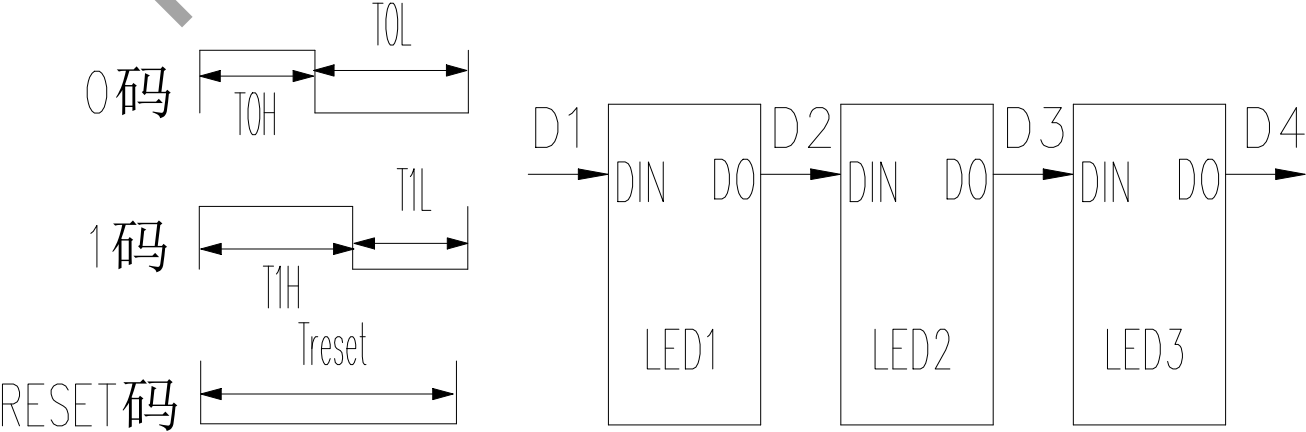 T0L
0码
T0H
T1L
1码
T1H
Treset
RESET码
D1 D2 D3 D4
DIN DO DIN DO DIN DO
LED1 LED2 LED3